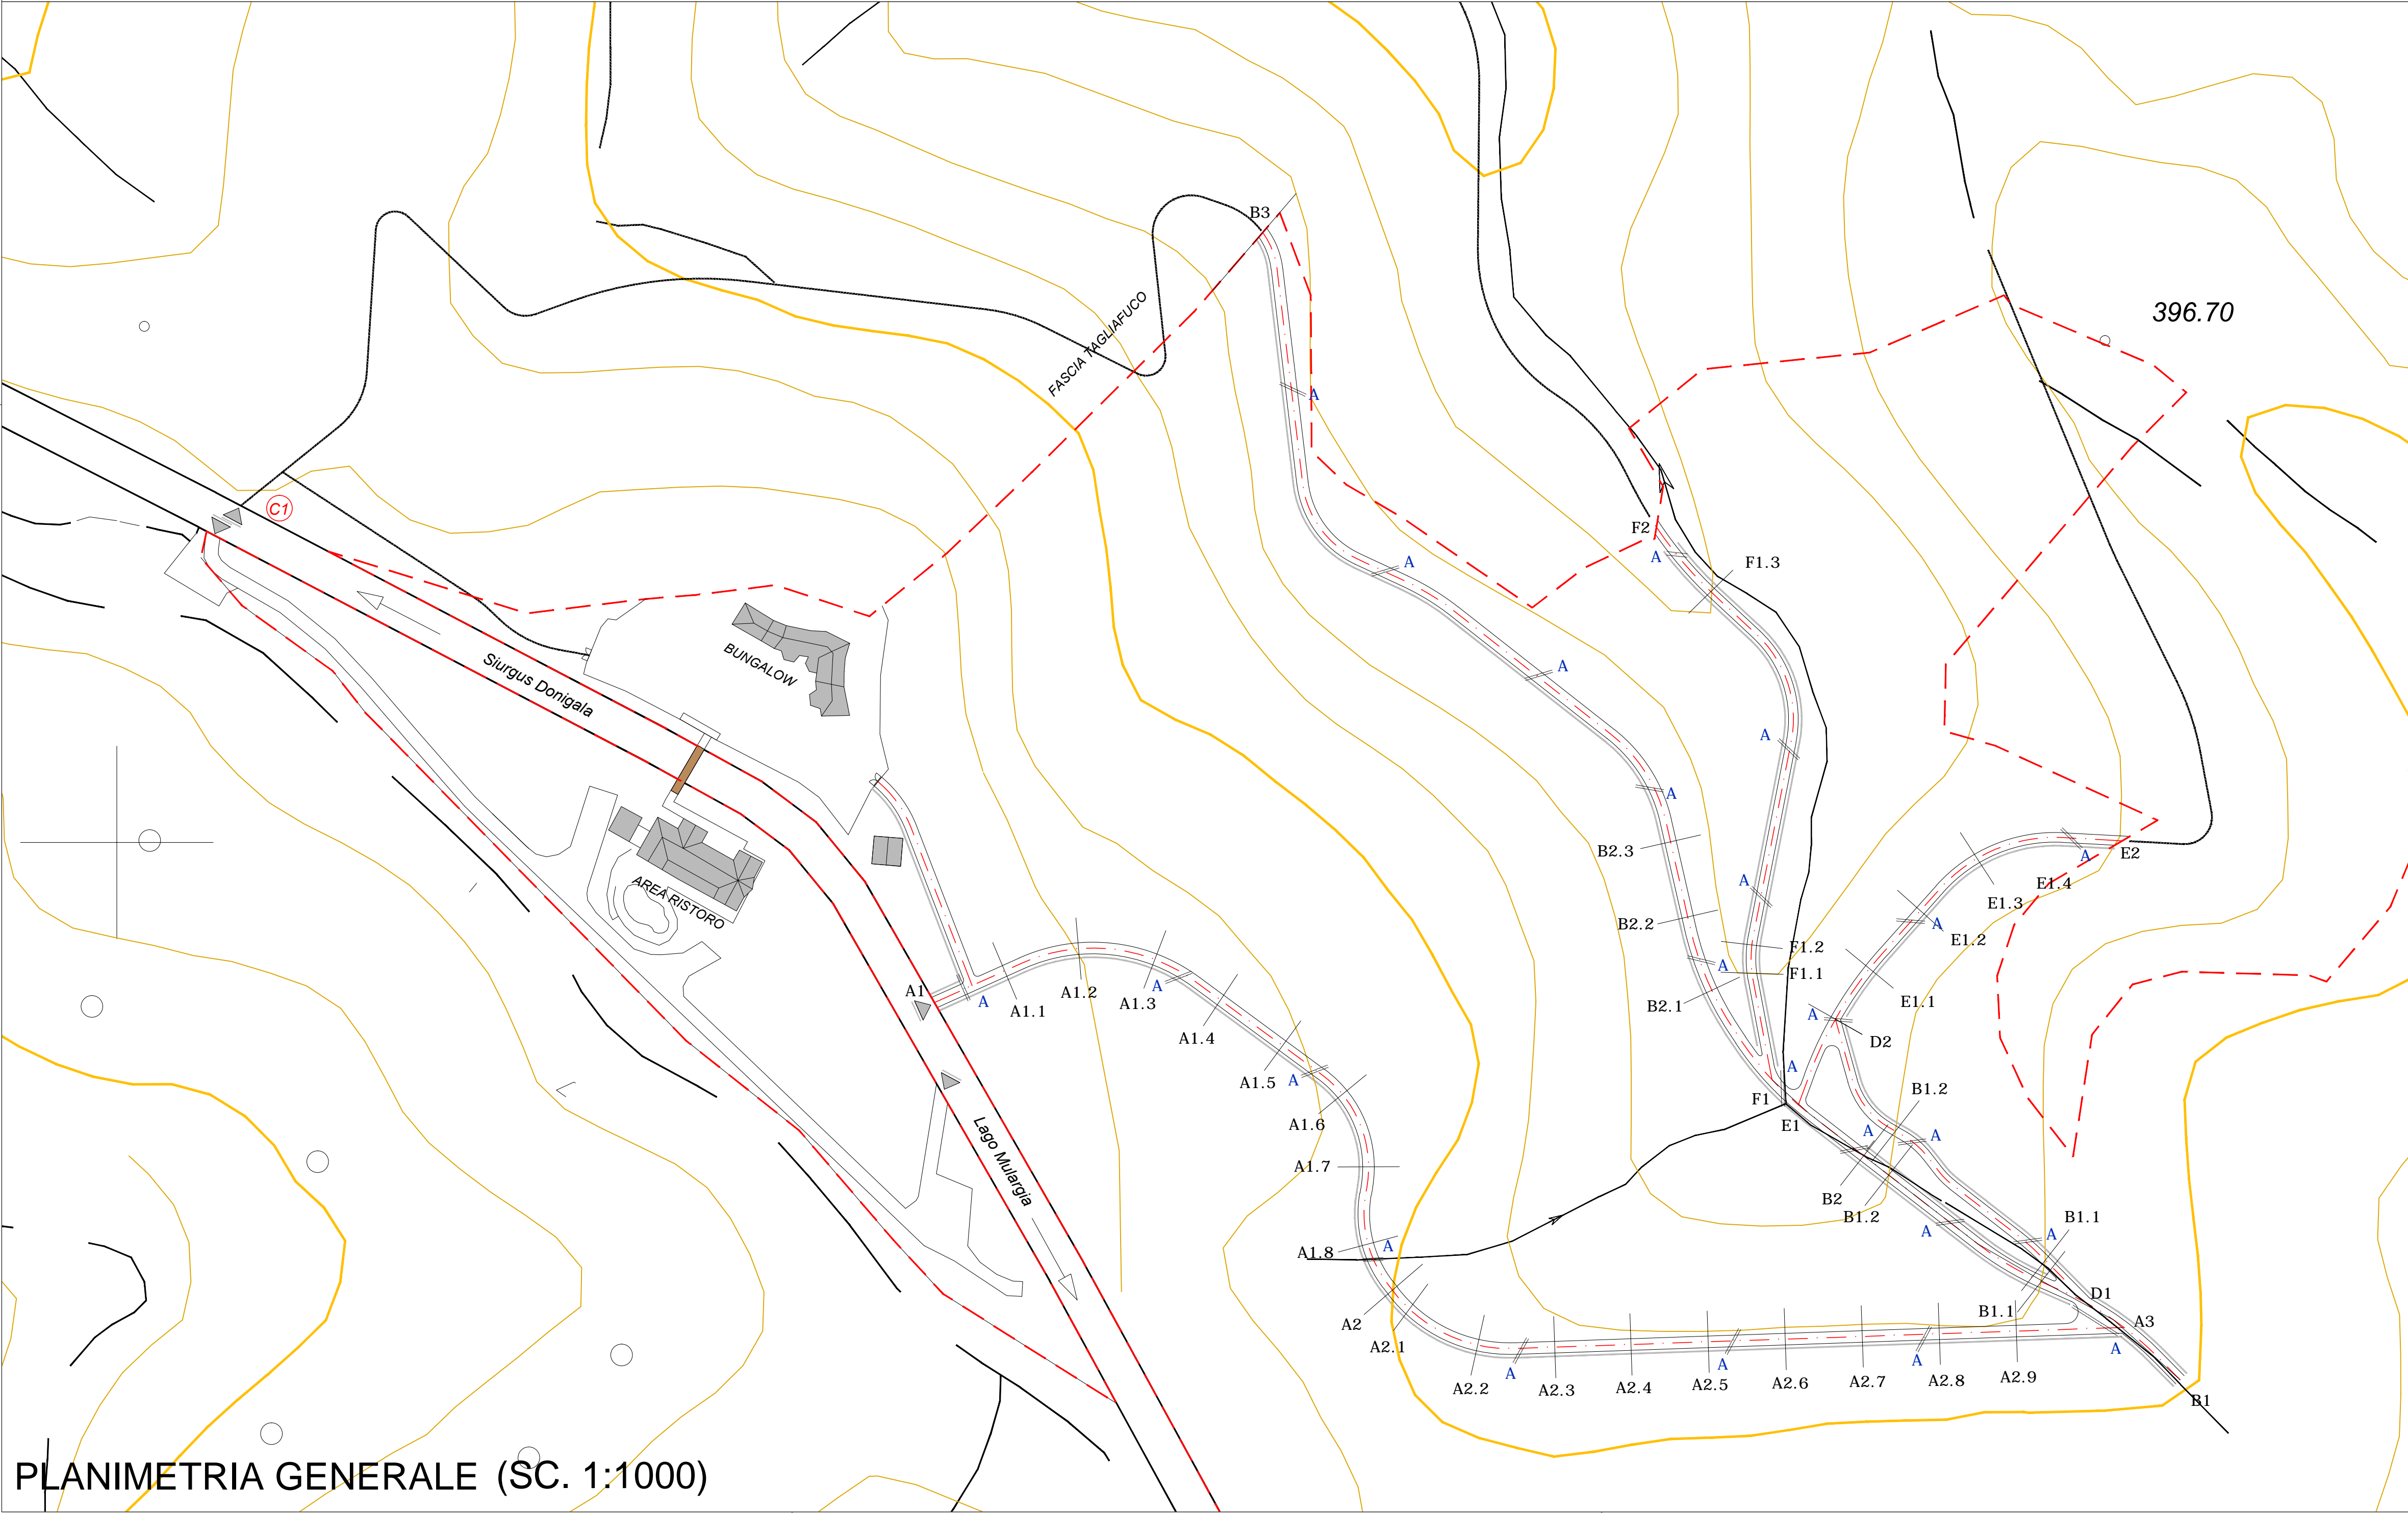 B3
FASCIA TAGLIAFUCO
396.70
A
C1
F2
A
A
F1.3
Siurgus Donigala
BUNGALOW
A
A
A
B2.3
A
E2
A
AREA RISTORO
E1.4
E1.3
B2.2
A
E1.2
F1.2
A
F1.1
A1
A
A1.1
A1.2
A1.3
A
B2.1
E1.1
A
D2
A1.4
A1.5
A
A
B1.2
F1
E1
A1.6
A
A
A1.7
Lago Mulargia
B2
B1.2
A
B1.1
A
A1.8
A
D1
B1.1
A3
A2
A2.1
A
A2.2
A
A2.3
A2.4
A2.5
A
A2.6
A2.7
A
A2.8
A2.9
B1
PLANIMETRIA GENERALE (SC. 1:1000)